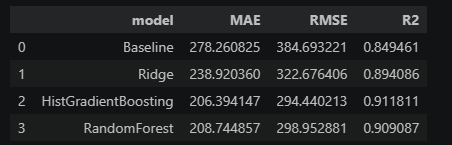 model MAE RMSE R2
0 Baseline 278.260825 384.693221 0.849461
1 Ridge 238.920360 322.676406 0.894086
2 HistGradientBoosting 206.394147 294.440213 0.911811
3 RandomForest 208.744857 298.952881 0.909087